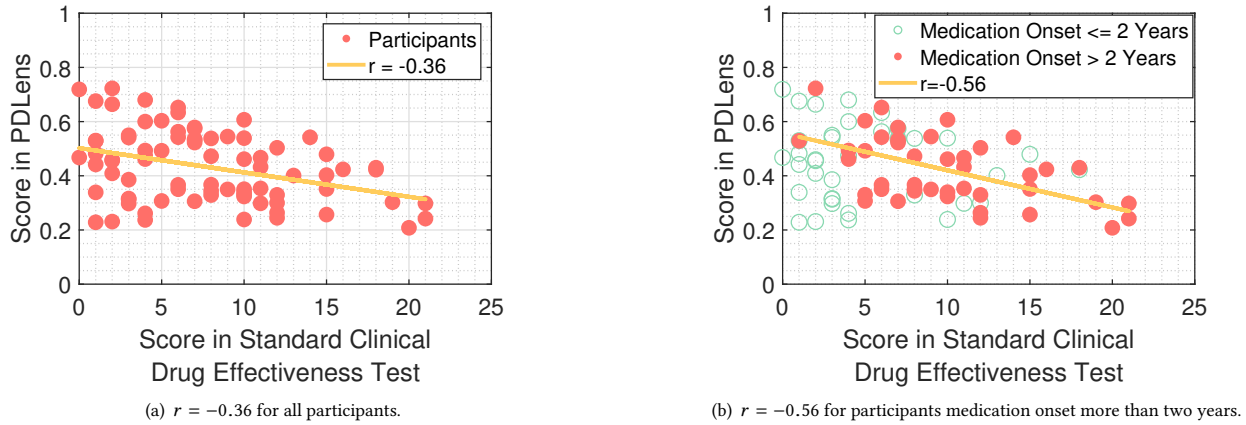 1
0.8
0.6
0.4
0.2
0
Score in PDLens
Participants
r = -0.36
0 5 10 15 20 25
Score in Standard Clinical
Drug Effectiveness Test
(a) r = −0.36 for all participants.
1
0.8
0.6
0.4
0.2
0
Score in PDLens
Medication Onset <= 2 Years
Medication Onset > 2 Years
r=-0.56
0 5 10 15 20 25
Score in Standard Clinical
Drug Effectiveness Test
(b) r = −0.56 for participants medication onset more than two years.